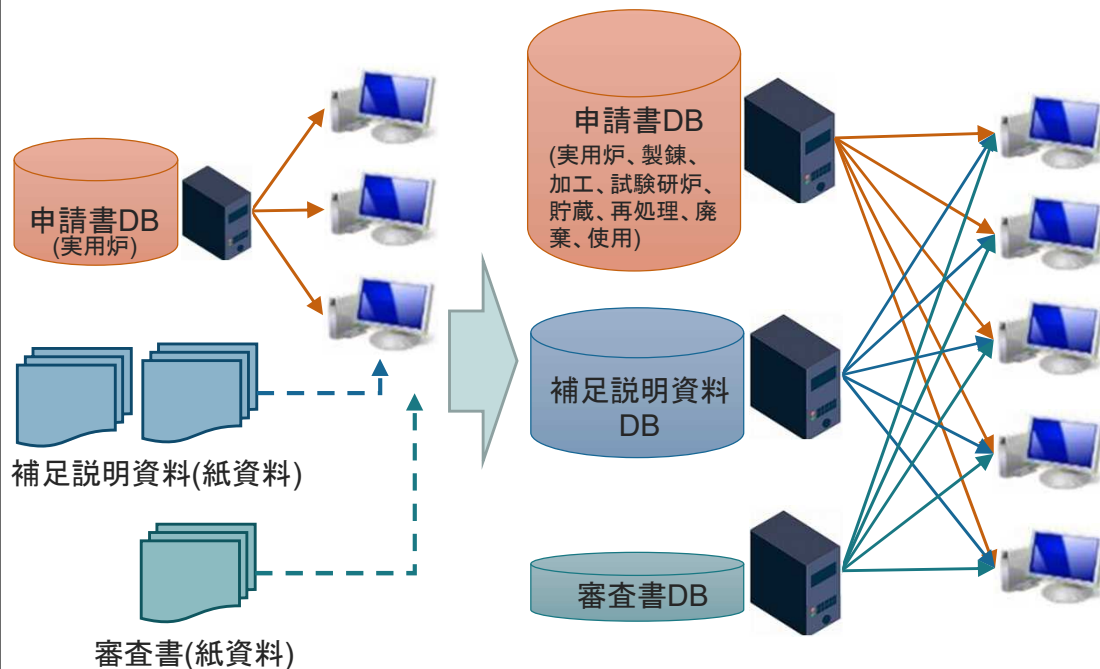 申請書DB
(実用炉)
補足説明資料(紙資料)
審査書(紙資料)
申請書DB
(実用炉、製錬、
加工、試験研炉、
貯蔵、再処理、廃
棄、使用)
補足説明資料
DB
審査書DB